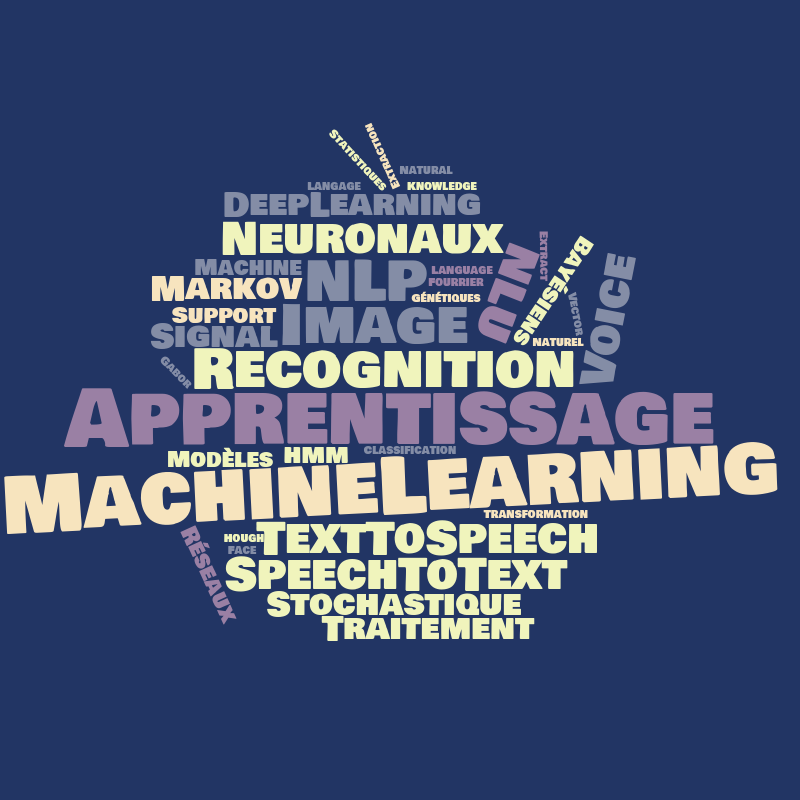 STATISTIQUES
EXTRACTION
NATURAL
LANGAGE
KNOWLEDGE
DEEPLEARNING
NEURONAUX
EXTRACT
BAYÉSIENS
MACHINE
NLP
LANGUAGE
NLU
VOICE
MARKOV
FOURRIER
GÉNÉTIQUES
VECTOR
SUPPORT
IMAGE
SIGNAL
NATUREL
GABOR
RECOGNITION
APPRENTISSAGE
MODÈLES
HMM
CLASSIFICATION
MACHINELEARNING
TRANSFORMATION
RÉSEAUX
HOUGH
TEXTTOSPEECH
FACE
SPEECHTOTEXT
STOCHASTIQUE
TRAITEMENT